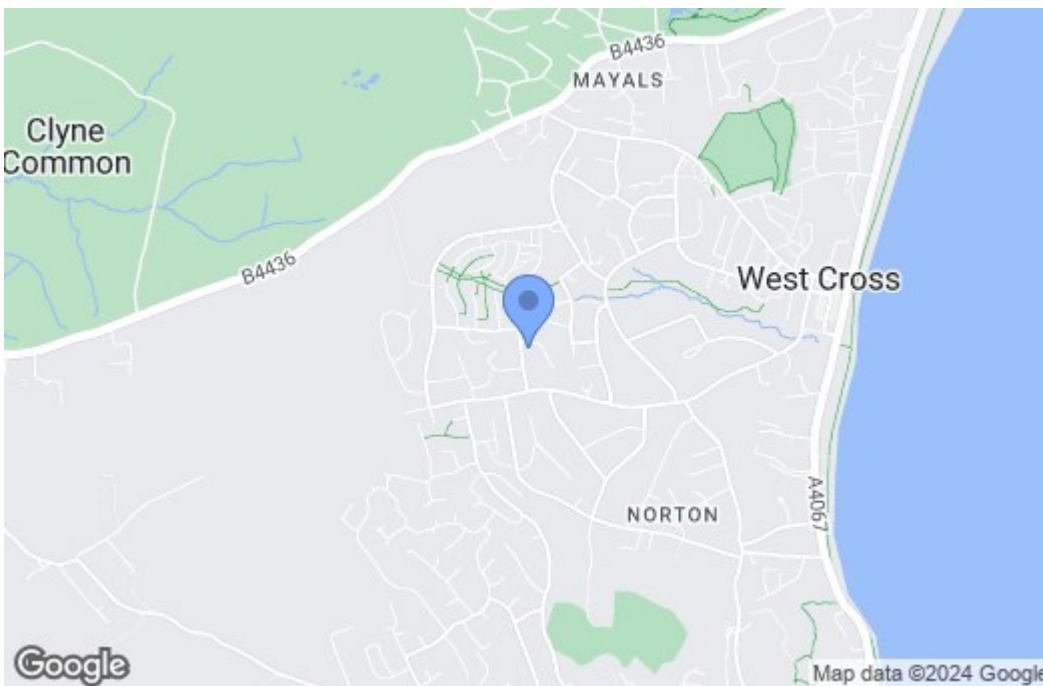 B4436
MAYALS
Clyne
Common
B4436
West Cross
A4067
NORTON
Google
Map data ©2024 Google